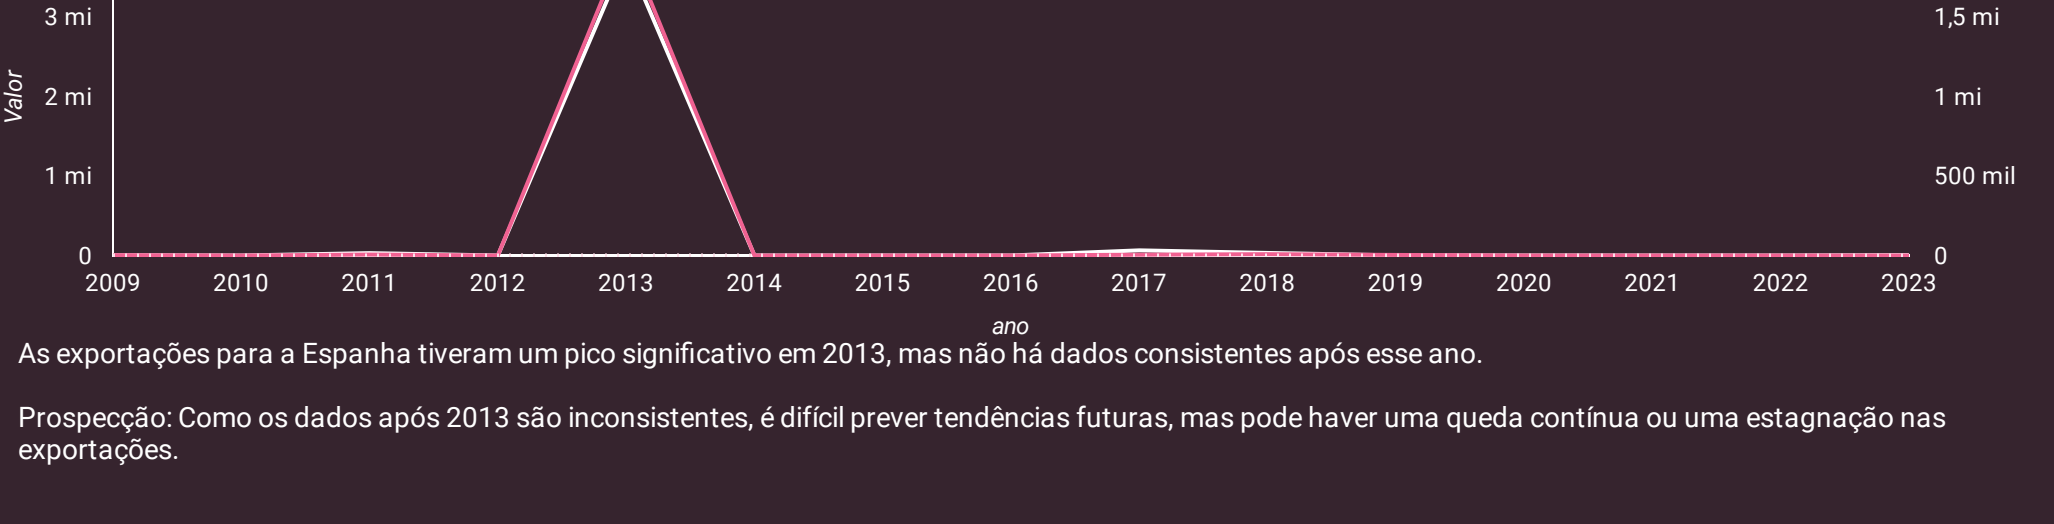 3 mi
1,5 mi
Valor
2 mi
1 mi
1 mi
500 mil
0
0
2009 2010 2011 2012 2013 2014 2015 2016 2017 2018 2019 2020 2021 2022 2023
ano
As exportações para a Espanha tiveram um pico significativo em 2013, mas não há dados consistentes após esse ano.
Prospecção: Como os dados após 2013 são inconsistentes, é difícil prever tendências futuras, mas pode haver uma queda contínua ou uma estagnação nas
exportações.